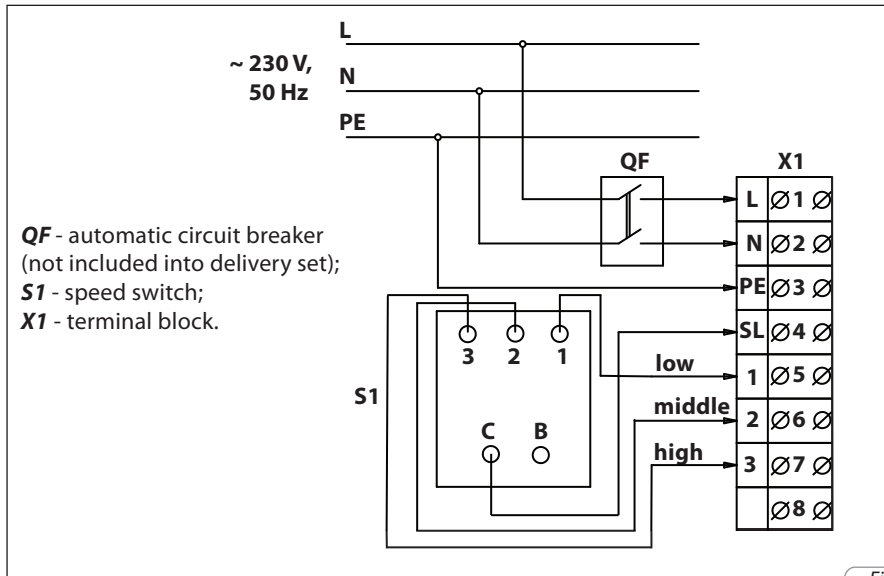 L
~ 230 V,
50 Hz
N
PE
QF
X1
L 1
N 2
PE 3
SL 4
1 5
2 6
3 7
8
QF - automatic circuit breaker
(not included into delivery set);
S1 - speed switch;
X1 - terminal block.
3 2 1
S1
C B
low
middle
high